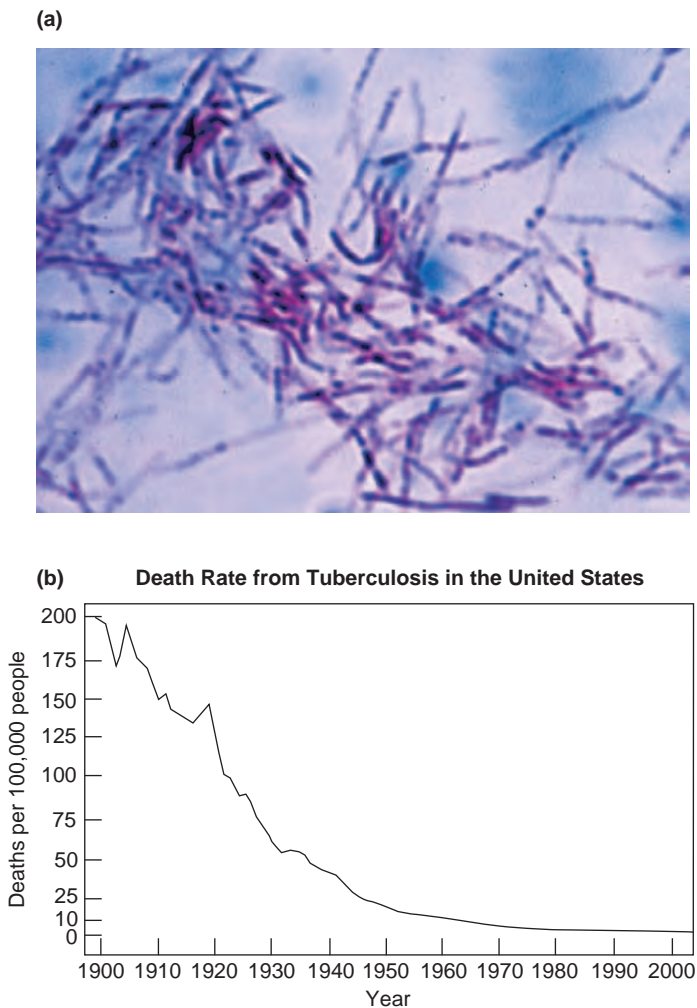 (a)
(b) Death Rate from Tuberculosis in the United States
200
175
150
125
100
75
50
25
10
0
Deaths per 100,000 people
1900 1910 1920 1930 1940 1950 1960 1970 1980 1990 2000
Year